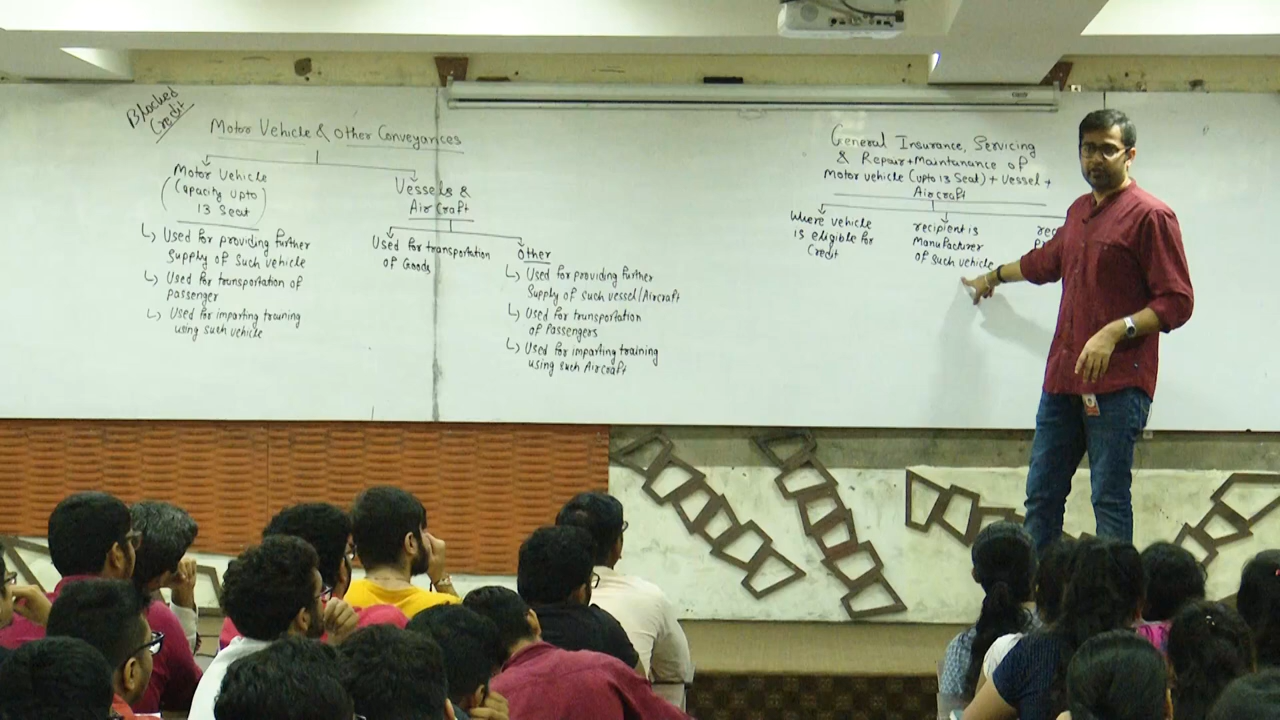 Blocked
Credit
Motor Vehicle & Other Conveyances
Motor Vehicle
(Capacity upto
13 Seat)
↳ Used for providing further
Supply of such vehicle
↳ Used for transportation of
Passenger
↳ Used for imparting training
using such vehicle
Vessels &
Aircraft
Used for transportation
of Goods
Other
↳ Used for providing further
Supply of such vessel/Aircraft
↳ Used for transportation
of Passengers
↳ Used for imparting training
using such Aircraft
General Insurance, Servicing
& Repair + Maintanance of
Motor vehicle (upto 13 Seat) + Vessel +
Aircraft
Where vehicle
is eligible for
Credit
recipient is
Manufacturer
of Such vehicle